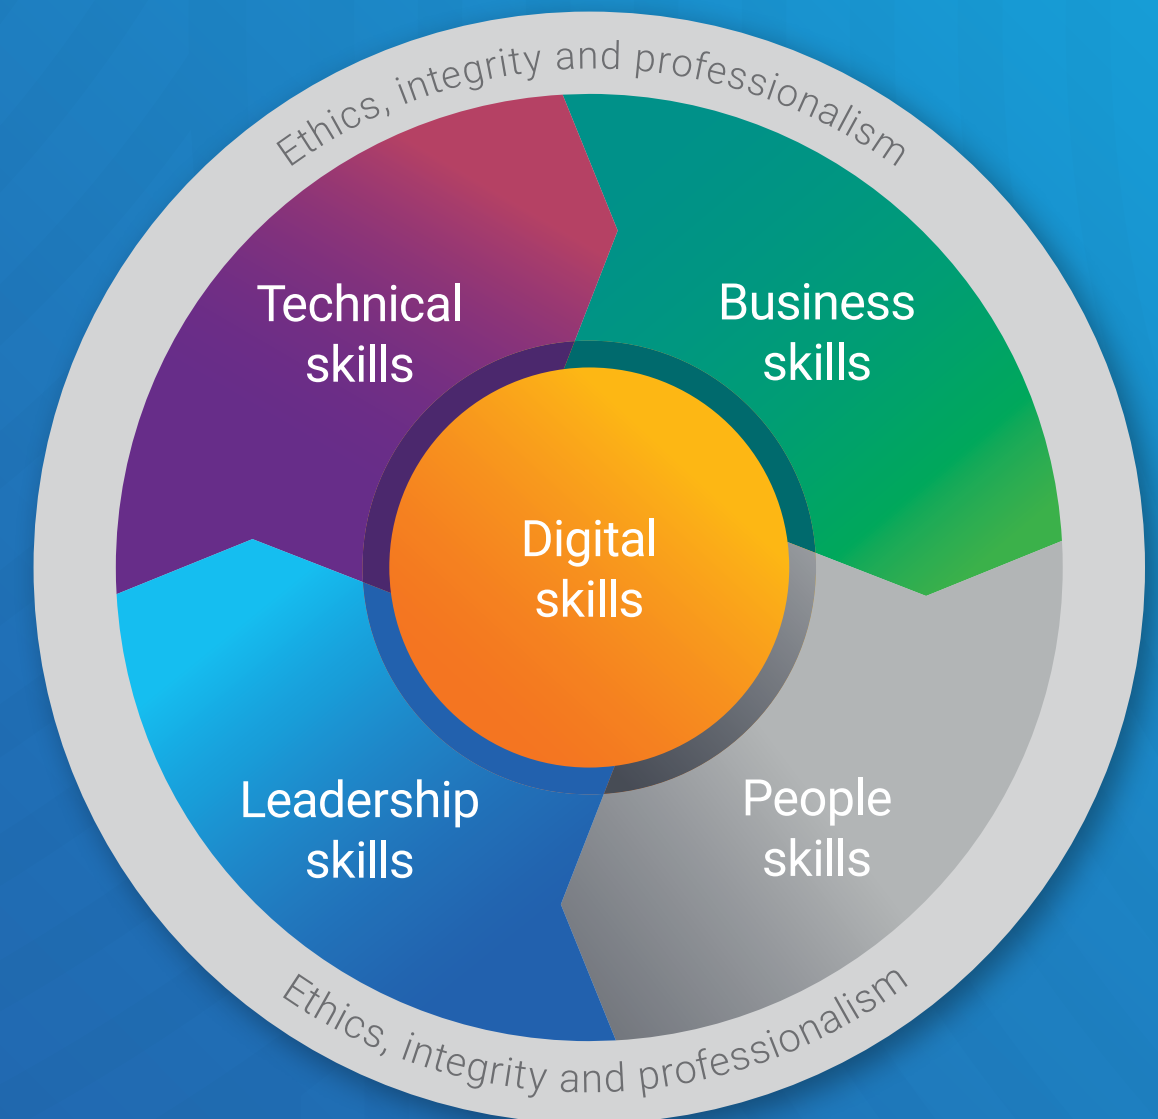 Ethics, integrity and professionalism
Technical
skills
Business
skills
Digital
skills
Leadership
skills
People
skills
Ethics, integrity and professionalism